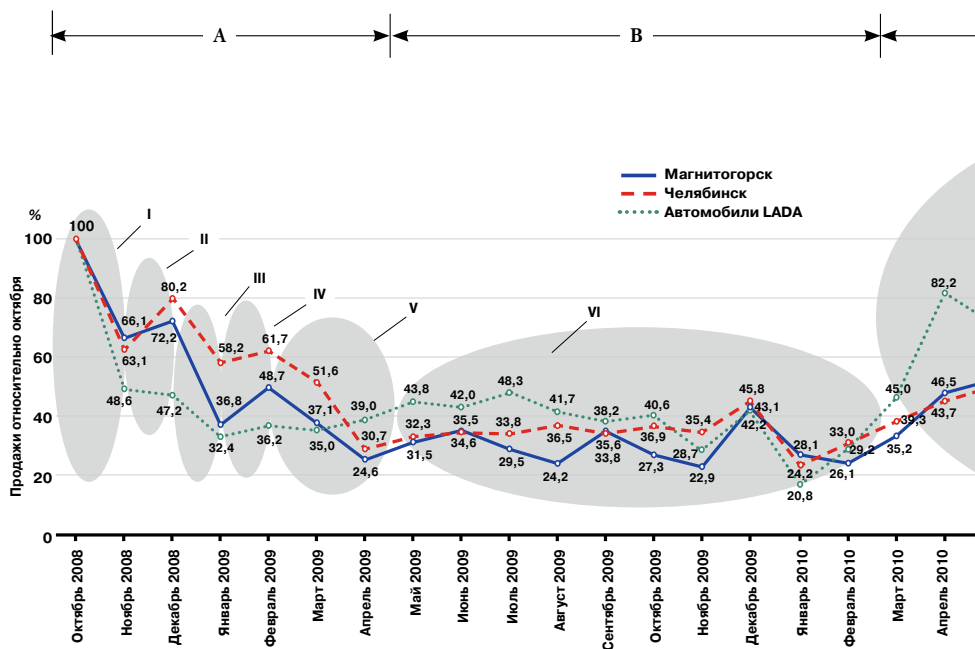 A
B
Магнитогорск
Челябинск
Автомобили LADA
%
Продажи относительно октября
100
80
60
40
20
0
I
II
III
IV
V
VI
100
66,1
63,1
48,6
80,2
72,2
47,2
58,2
36,8
32,4
61,7
48,7
36,2
51,6
37,1
35,0
39,0
30,7
24,6
43,8
32,3
31,5
42,0
35,5
34,6
48,3
33,8
29,5
41,7
36,5
24,2
38,2
35,6
33,8
40,6
36,9
27,3
35,4
28,7
22,9
45,8
43,1
42,2
28,1
24,2
20,8
33,0
29,2
26,1
45,0
39,3
35,2
82,2
46,5
43,7
Октябрь 2008
Ноябрь 2008
Декабрь 2008
Январь 2009
Февраль 2009
Март 2009
Апрель 2009
Май 2009
Июнь 2009
Июль 2009
Август 2009
Сентябрь 2009
Октябрь 2009
Ноябрь 2009
Декабрь 2009
Январь 2010
Февраль 2010
Март 2010
Апрель 2010